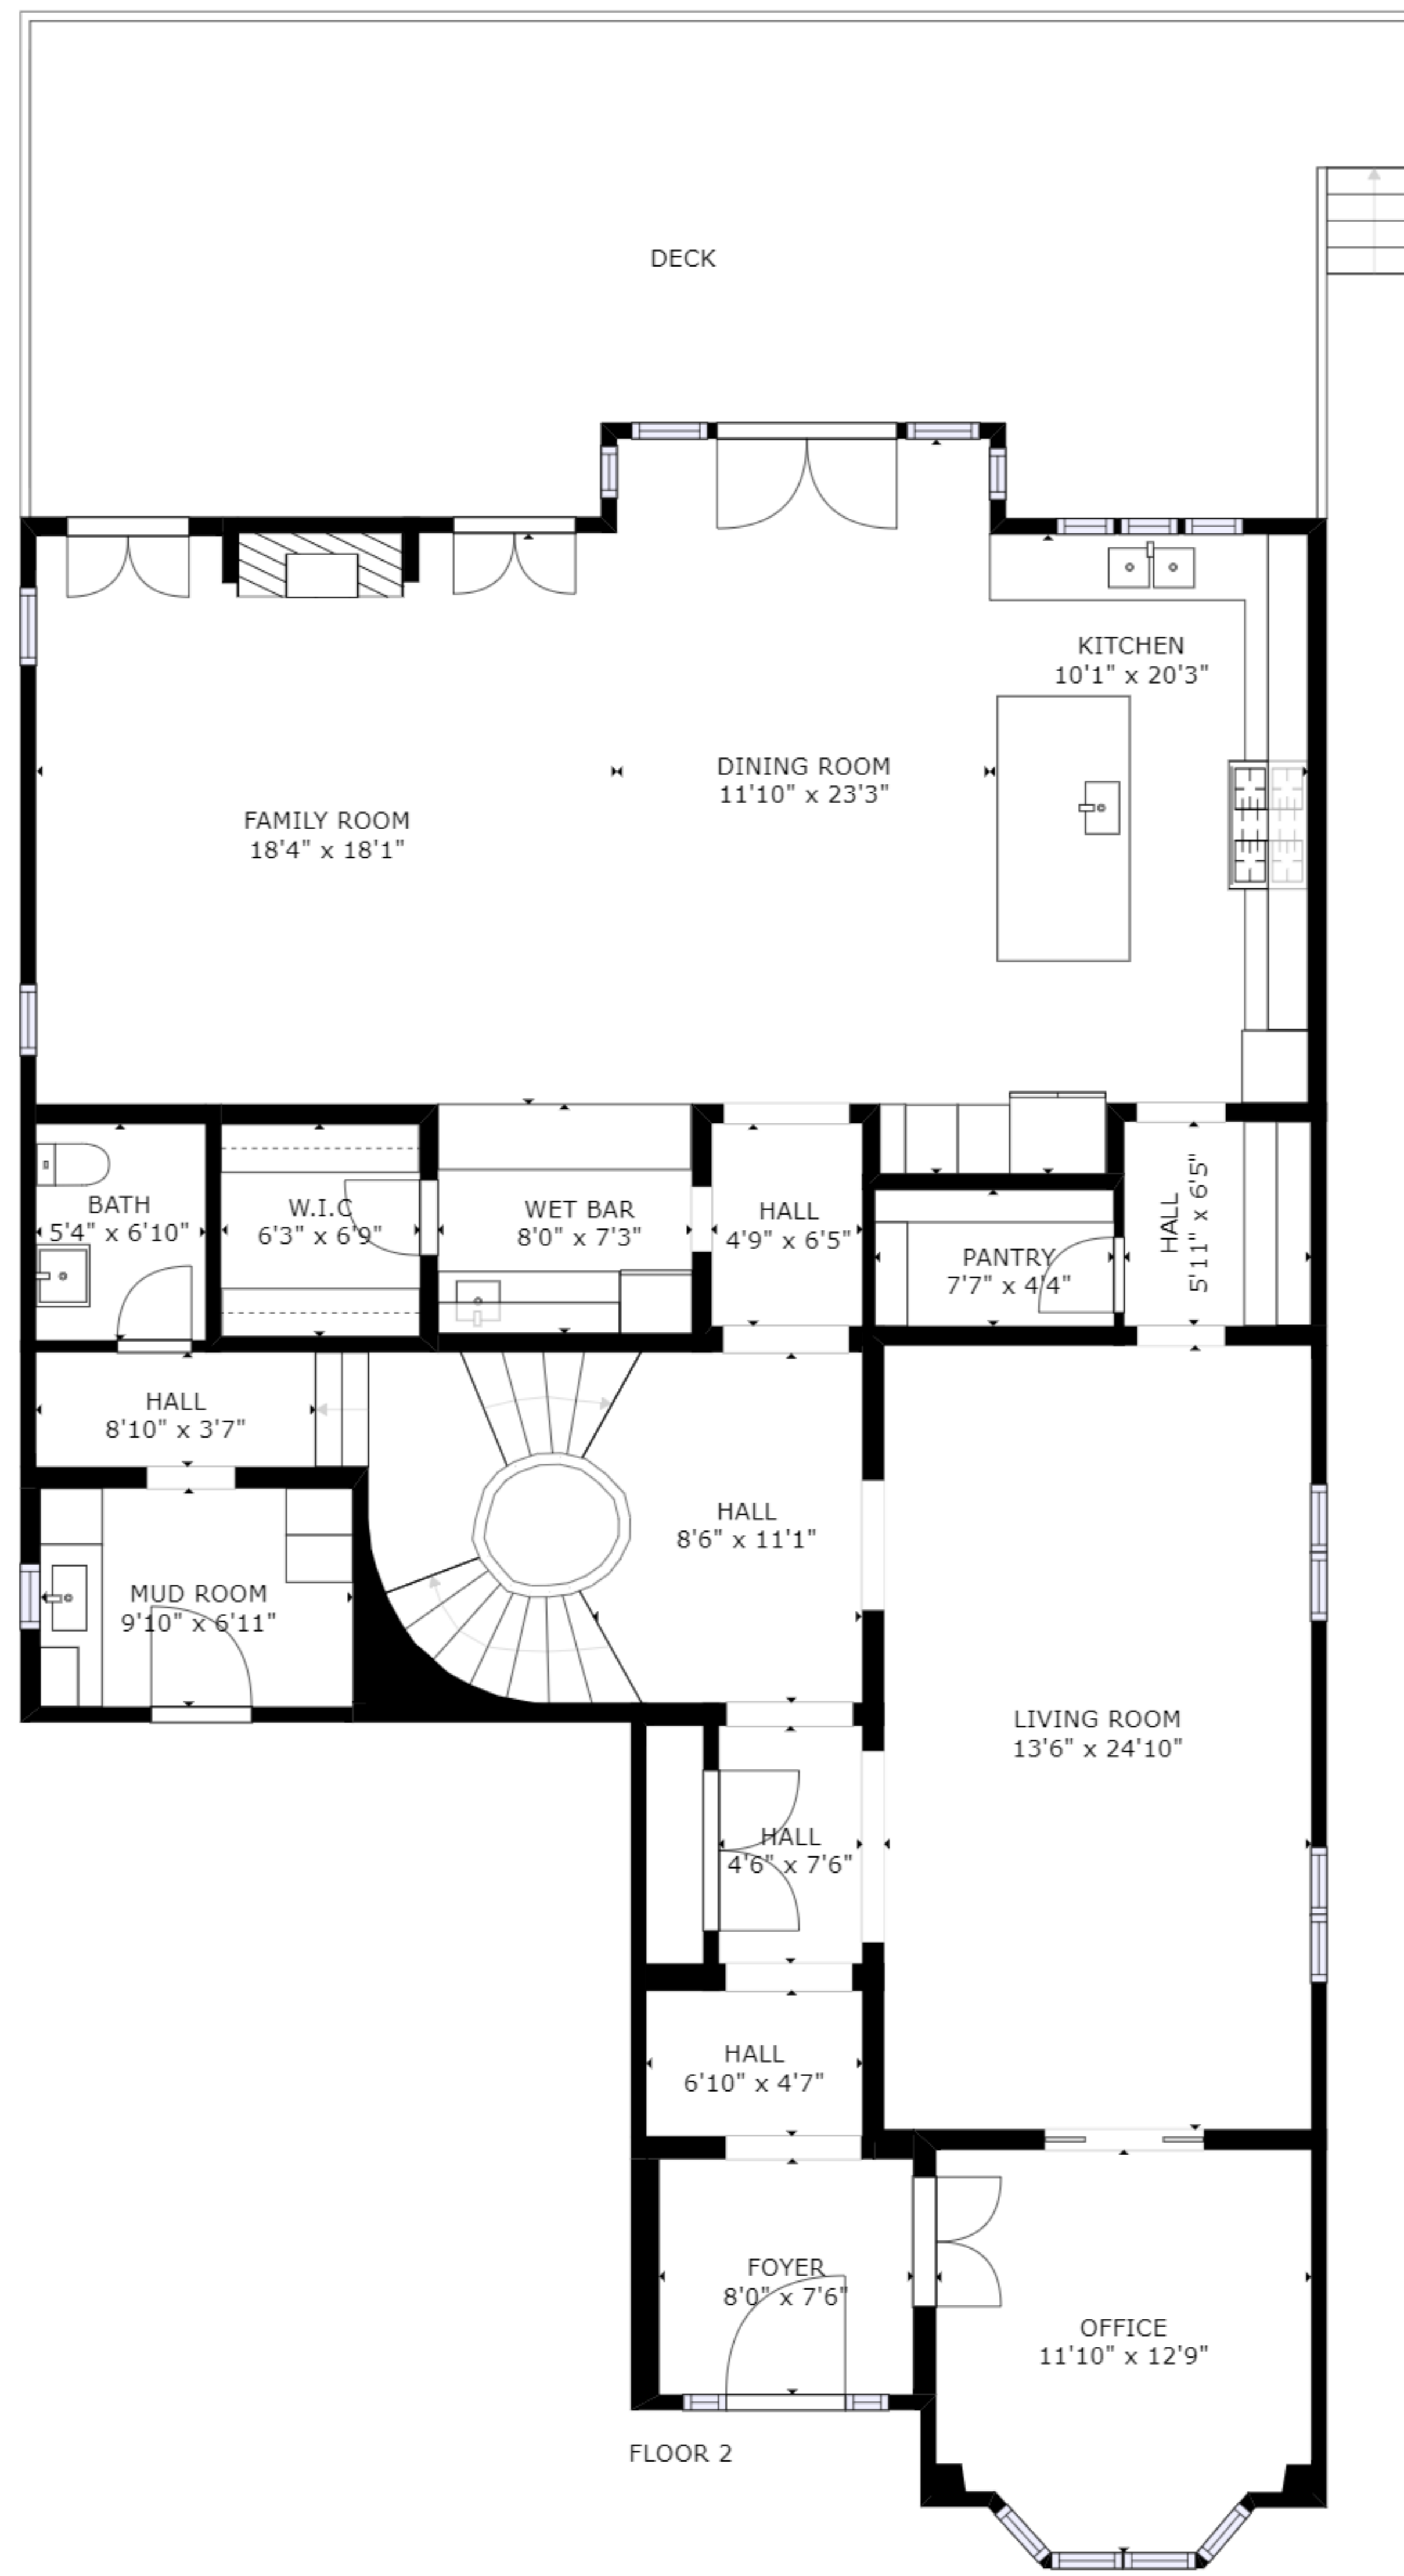 DECK
KITCHEN
10'1" x 20'3"
DINING ROOM
11'10" x 23'3"
FAMILY ROOM
18'4" x 18'1"
BATH
5'4" x 6'10"
W.I.C
6'3" x 6'9"
WET BAR
8'0" x 7'3"
HALL
4'9" x 6'5"
PANTRY
7'7" x 4'4"
HALL
5'11" x 6'5"
HALL
8'10" x 3'7"
HALL
8'6" x 11'1"
MUD ROOM
9'10" x 6'11"
LIVING ROOM
13'6" x 24'10"
HALL
4'6" x 7'6"
HALL
6'10" x 4'7"
FOYER
8'0" x 7'6"
OFFICE
11'10" x 12'9"
FLOOR 2